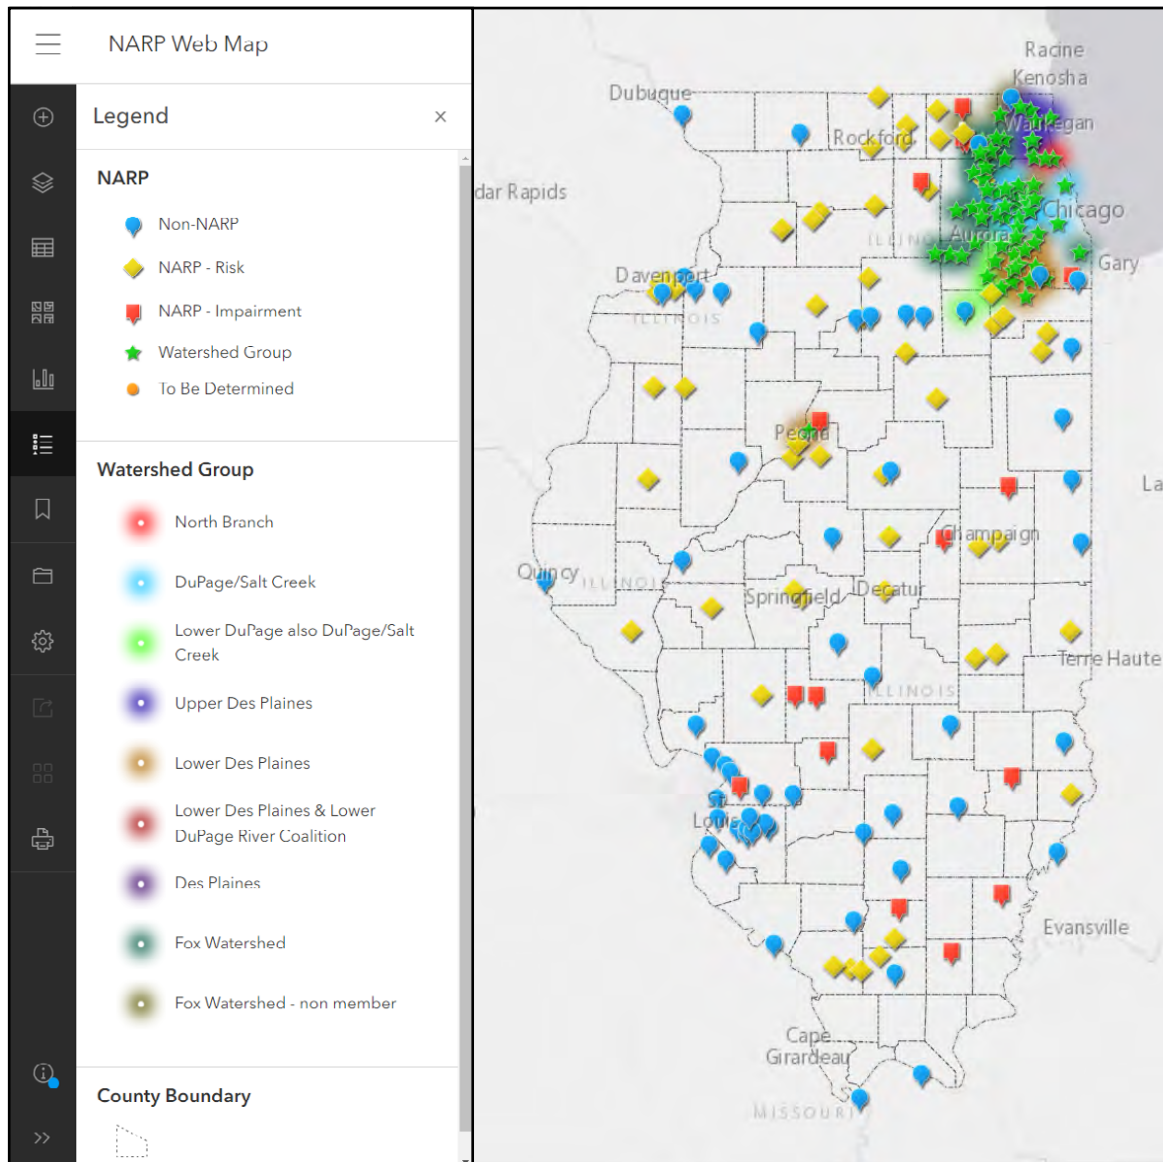 NARP Web Map
Legend
×
NARP
Non-NARP
NARP - Risk
NARP - Impairment
Watershed Group
To Be Determined
Watershed Group
North Branch
DuPage/Salt Creek
Lower DuPage also DuPage/Salt
Creek
Upper Des Plaines
Lower Des Plaines
Lower Des Plaines & Lower
DuPage River Coalition
Des Plaines
Fox Watershed
Fox Watershed - non member
County Boundary
Racine
Kenosha
Dubuque
Waukegan
Rockford
dar Rapids
Chicago
Aurora
ILLINOIS
Gary
Davenport
ILLINOIS
Peoria
La
Champaign
Quincy
ILLINOIS
Springfield
Decatur
Terre Haute
ILLINOIS
St
Louis
Evansville
Cape
Girardeau
MISSOURI